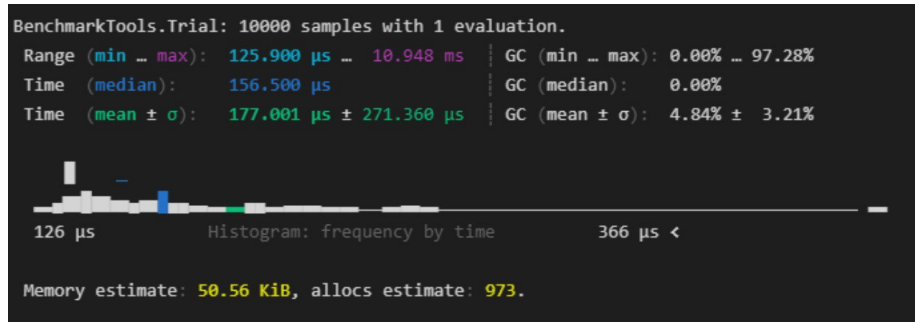 BenchmarkTools.Trial: 10000 samples with 1 evaluation.
Range (min … max): 125.900 μs … 10.948 ms ┊ GC (min … max): 0.00% … 97.28%
Time (median): 156.500 μs ┊ GC (median): 0.00%
Time (mean ± σ): 177.001 μs ± 271.360 μs ┊ GC (mean ± σ): 4.84% ± 3.21%
126 μs Histogram: frequency by time 366 μs <
Memory estimate: 50.56 KiB, allocs estimate: 973.